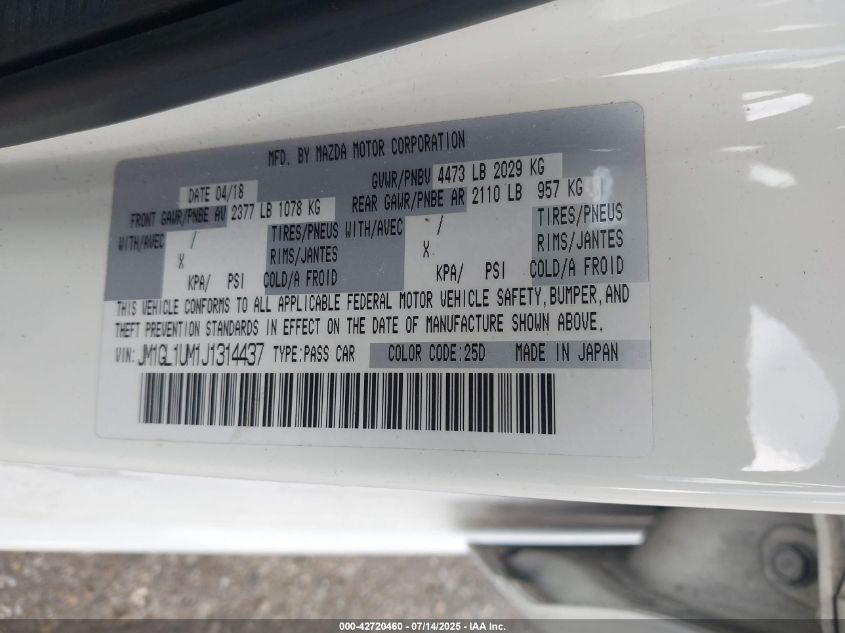 MFD. BY MAZDA MOTOR CORPORATION
DATE 04/18 GVWR/PNBV 4473 LB 2029 KG
FRONT GAWR/PNBE AV 2377 LB 1078 KG REAR GAWR/PNBE AR 2110 LB 957 KG
WITH/AVEC / TIRES/PNEUS WITH/AVEC / TIRES/PNEUS
X RIMS/JANTES X RIMS/JANTES
KPA/ PSI COLD/A FROID KPA/ PSI COLD/A FROID
THIS VEHICLE CONFORMS TO ALL APPLICABLE FEDERAL MOTOR VEHICLE SAFETY, BUMPER, AND
THEFT PREVENTION STANDARDS IN EFFECT ON THE DATE OF MANUFACTURE SHOWN ABOVE.
VIN: JM1GL1UM1J1314437 TYPE:PASS CAR COLOR CODE:25D MADE IN JAPAN
000-42720460 - 07/14/2025 - IAA Inc.